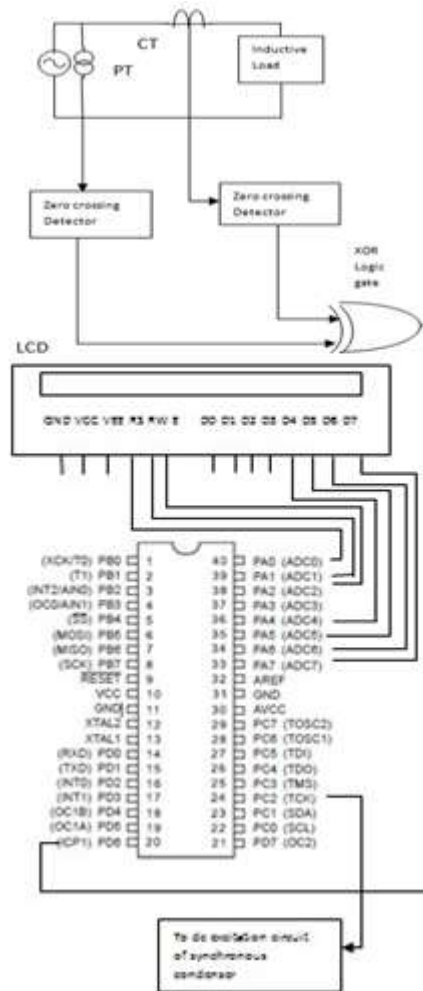 CT
PT
Inductive
Load
Zero crossing
Detector
Zero crossing
Detector
XOR
Logic
gate
LCD
GND VCC VEE RS RW E D0 D1 D2 D3 D4 D5 D6 D7
(XCK/T0) PB0 1 40 PA0 (ADC0)
(T1) PB1 2 39 PA1 (ADC1)
(INT2/AIN0) PB2 3 38 PA2 (ADC2)
(OC0/AIN1) PB3 4 37 PA3 (ADC3)
(SS) PB4 5 36 PA4 (ADC4)
(MOSI) PB5 6 35 PA5 (ADC5)
(MISO) PB6 7 34 PA6 (ADC6)
(SCK) PB7 8 33 PA7 (ADC7)
RESET 9 32 AREF
VCC 10 31 GND
GND 11 30 AVCC
XTAL2 12 29 PC7 (TOSC2)
XTAL1 13 28 PC6 (TOSC1)
(RXD) PD0 14 27 PC5 (TDI)
(TXD) PD1 15 26 PC4 (TDO)
(INT0) PD2 16 25 PC3 (TMS)
(INT1) PD3 17 24 PC2 (TCK)
(OC1B) PD4 18 23 PC1 (SDA)
(OC1A) PD5 19 22 PC0 (SCL)
(ICP1) PD6 20 21 PD7 (OC2)
To dc exitation circuit
of synchronous
condensor